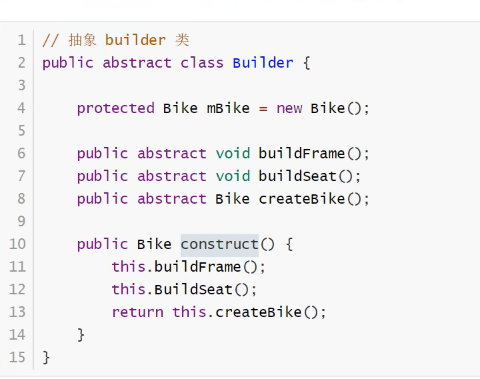 1 // 抽象 builder 类
2 public abstract class Builder {
3
4     protected Bike mBike = new Bike();
5
6     public abstract void buildFrame();
7     public abstract void buildSeat();
8     public abstract Bike createBike();
9
10     public Bike construct() {
11         this.buildFrame();
12         this.BuildSeat();
13         return this.createBike();
14     }
15 }